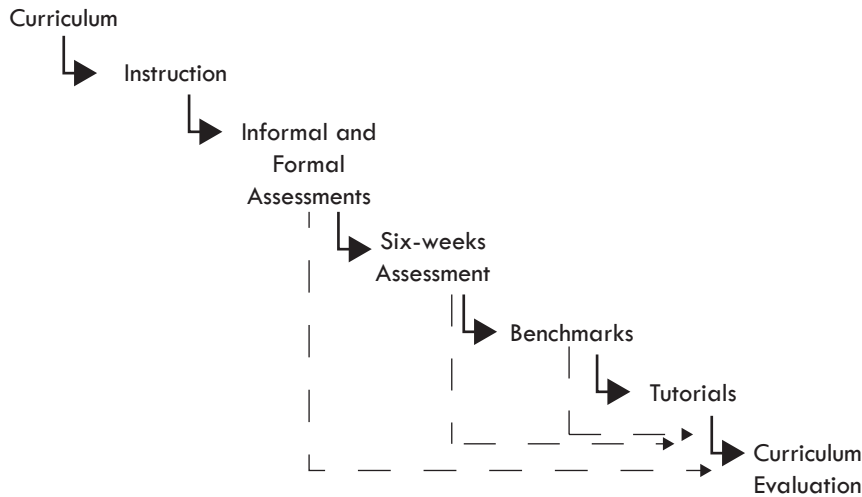 Curriculum
Instruction
Informal and
Formal
Assessments
Six-weeks
Assessment
Benchmarks
Tutorials
Curriculum
Evaluation